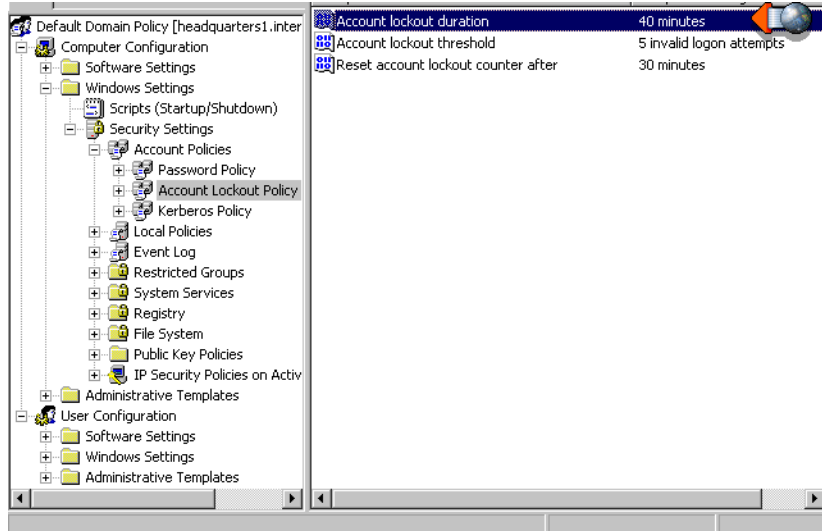 Default Domain Policy [headquarters1.inter
Computer Configuration
Software Settings
Windows Settings
Scripts (Startup/Shutdown)
Security Settings
Account Policies
Password Policy
Account Lockout Policy
Kerberos Policy
Local Policies
Event Log
Restricted Groups
System Services
Registry
File System
Public Key Policies
IP Security Policies on Activ
Administrative Templates
User Configuration
Software Settings
Windows Settings
Administrative Templates
Account lockout duration 40 minutes
Account lockout threshold 5 invalid logon attempts
Reset account lockout counter after 30 minutes